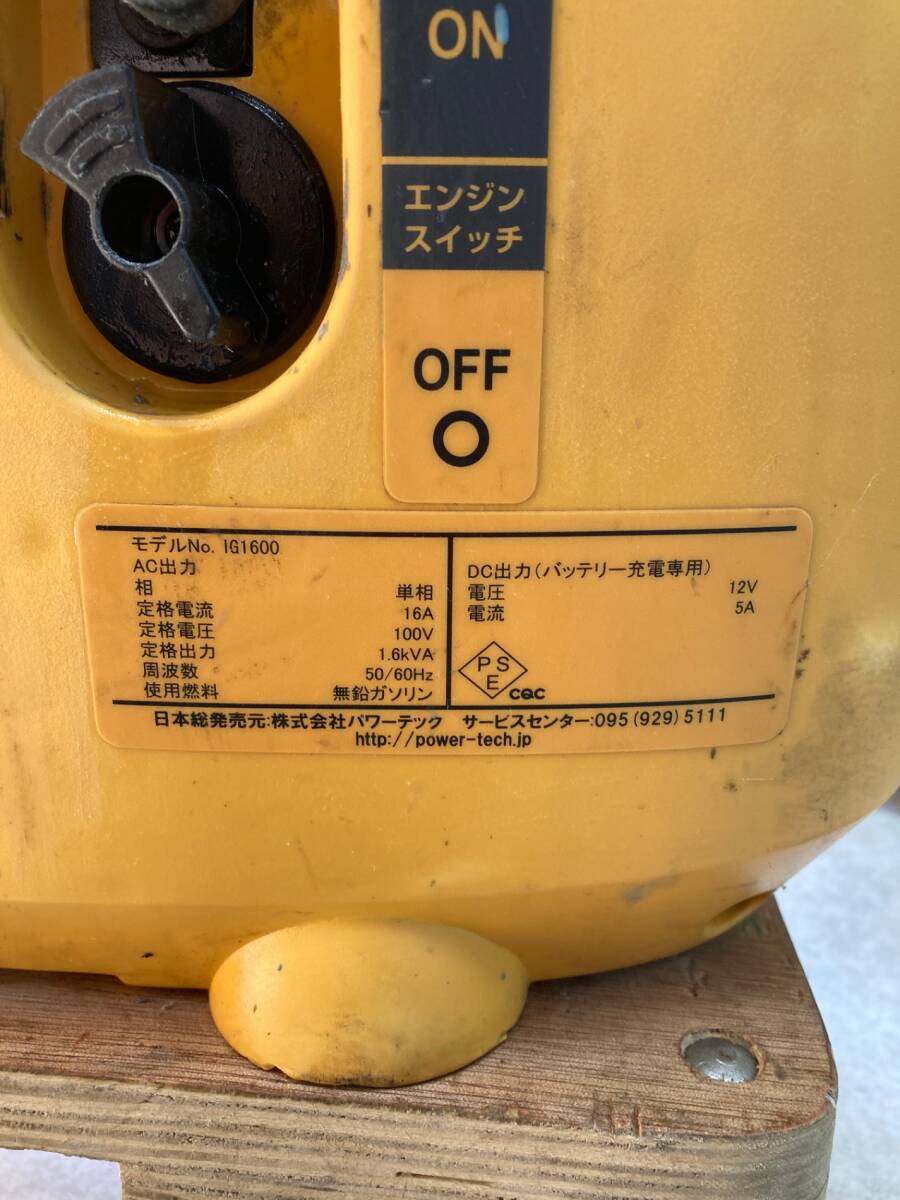 ON
エンジン
スイッチ
OFF
モデルNo. IG1600
AC出力
相 単相
定格電流 16A
定格電圧 100V
定格出力 1.6kVA
周波数 50/60Hz
使用燃料 無鉛ガソリン
DC出力(バッテリー充電専用)
電圧 12V
電流 5A
PSE
CQC
日本総発売元:株式会社パワーテック サービスセンター:095(929)5111
http://power-tech.jp